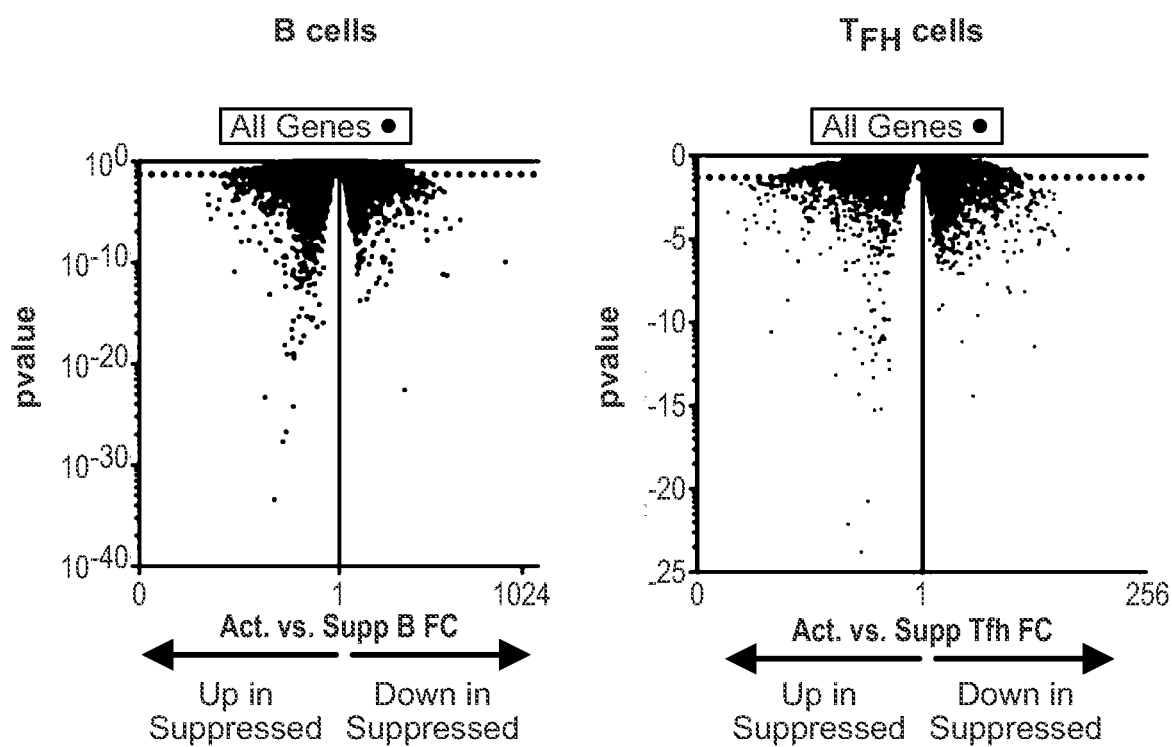 B cells
All Genes
pvalue
10^0
10^-10
10^-20
10^-30
10^-40
0 1 1024
Act. vs. Supp B FC
Up in Suppressed
Down in Suppressed
T_FH cells
All Genes
pvalue
0
-5
-10
-15
-20
-25
0 1 256
Act. vs. Supp Tfh FC
Up in Suppressed
Down in Suppressed